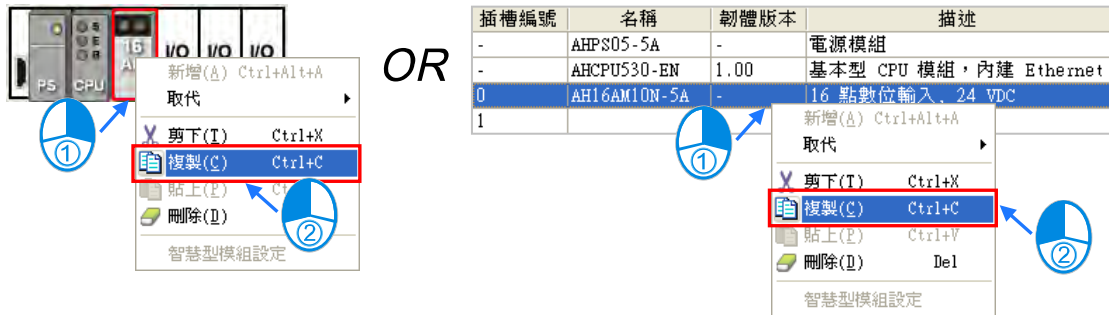 PS CPU 16 I/O I/O I/O
新增(A) Ctrl+Alt+A
取代
剪下(T) Ctrl+X
複製(C) Ctrl+C
貼上(P)
刪除(D)
智慧型模組設定
①
②
OR
插槽編號 名稱 韌體版本 描述
- AHPS05-5A - 電源模組
- AHCPU530-EN 1.00 基本型 CPU 模組，內建 Ethernet
0 AH16AM10N-5A - 16 點數位輸入, 24 VDC
1
新增(A) Ctrl+Alt+A
取代
剪下(T) Ctrl+X
複製(C) Ctrl+C
貼上(P) Ctrl+V
刪除(D) Del
智慧型模組設定
①
②